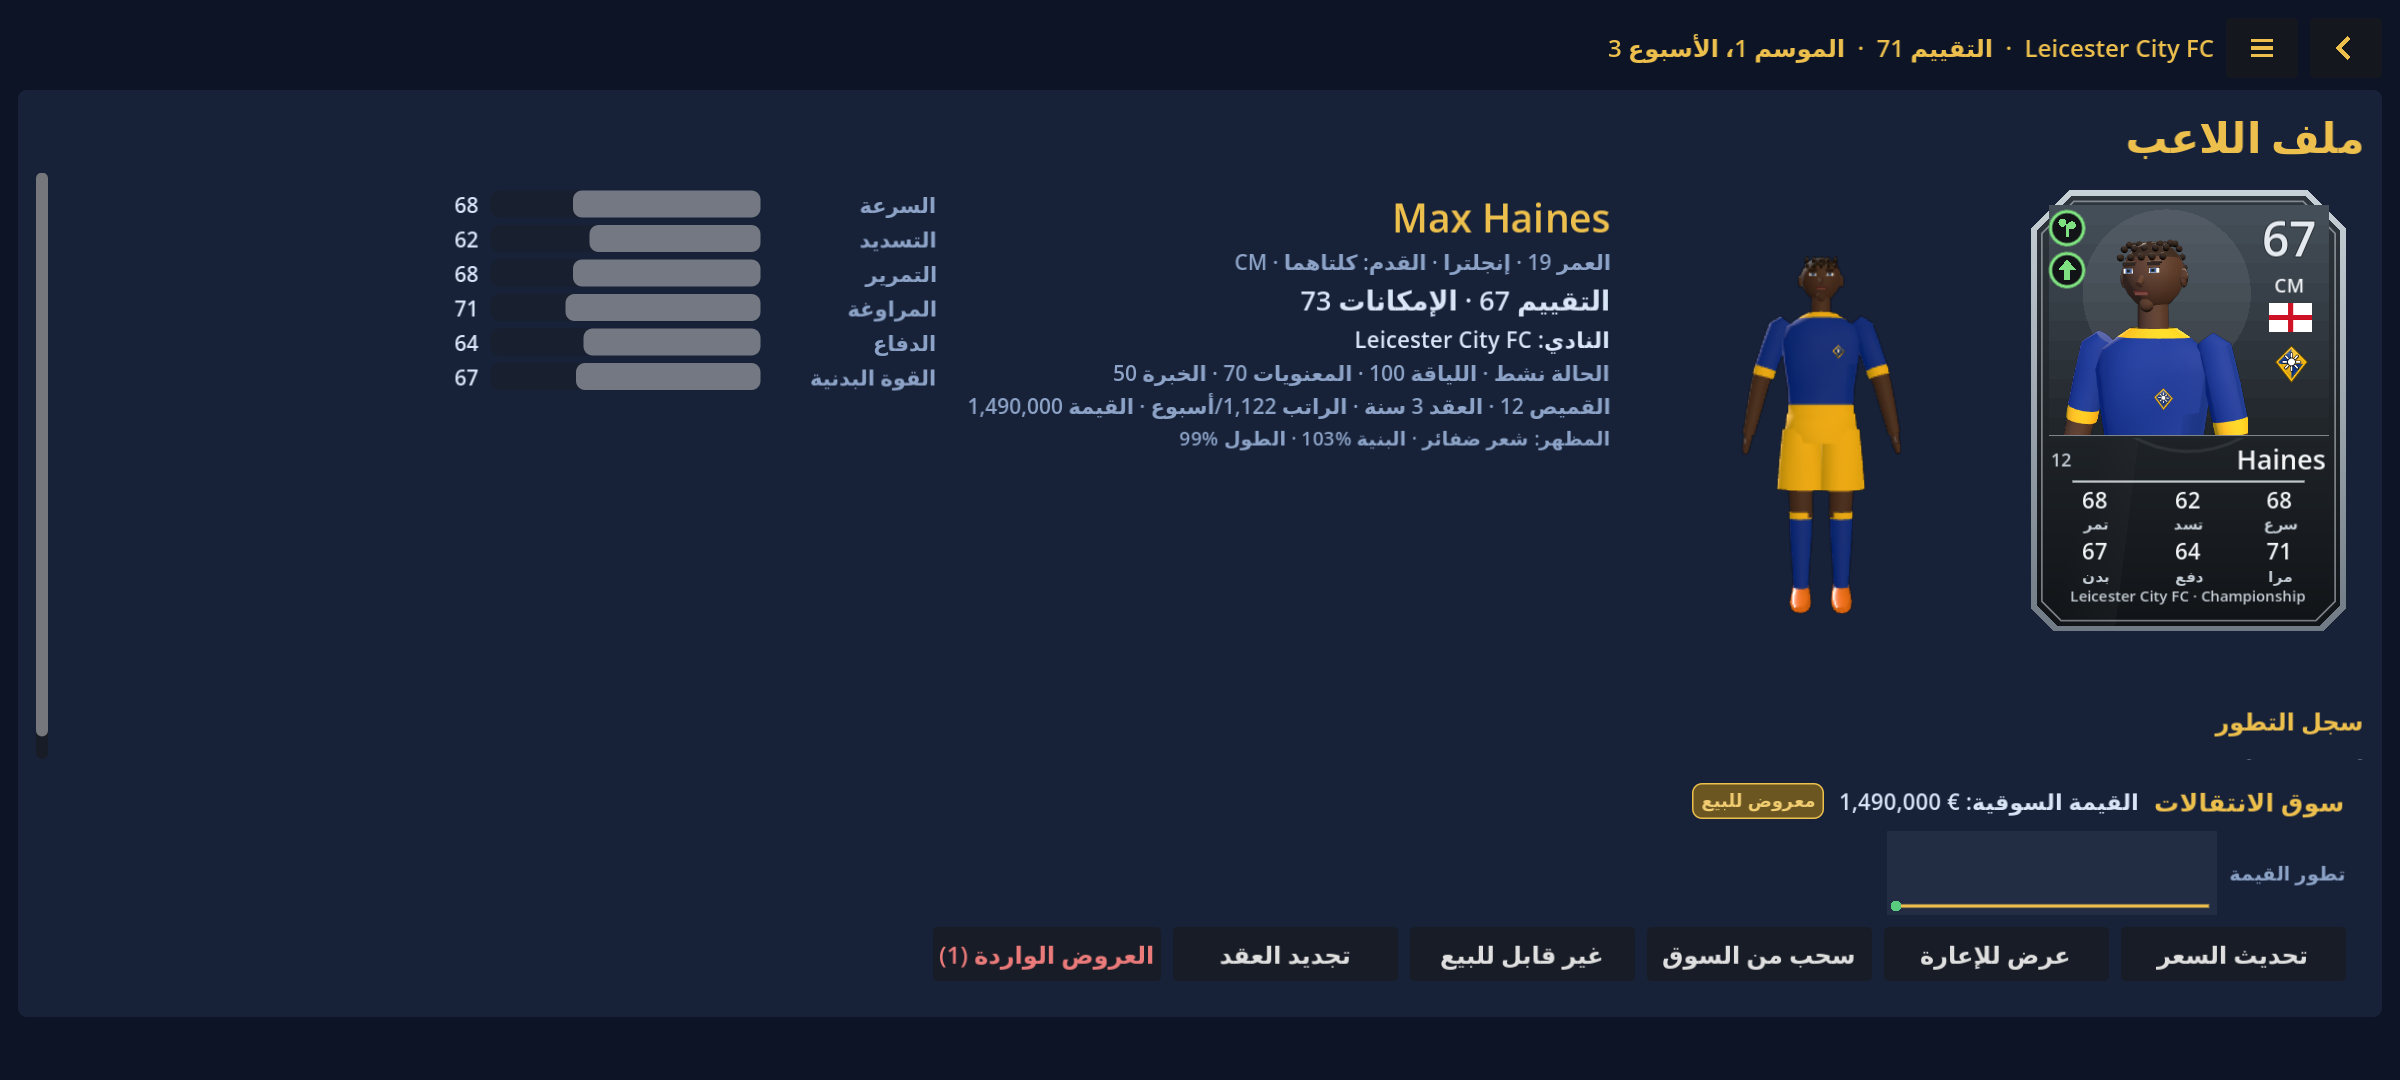 Leicester City FC · التقييم 71 · الموسم 1، الأسبوع 3
ملف اللاعب
67
CM
Haines 12
68 62 68
سرع تسد تمر
71 64 67
مرا دفع بدن
Leicester City FC · Championship
Max Haines
العمر 19 · إنجلترا · القدم: كلتاهما · CM
التقييم 67 · الإمكانات 73
النادي: Leicester City FC
الحالة نشط · اللياقة 100 · المعنويات 70 · الخبرة 50
القميص 12 · العقد 3 سنة · الراتب 1,122/أسبوع · القيمة 1,490,000
المظهر: شعر ضفائر · البنية 103% · الطول 99%
السرعة 68
التسديد 62
التمرير 68
المراوغة 71
الدفاع 64
القوة البدنية 67
سجل التطور
سوق الانتقالات القيمة السوقية: € 1,490,000 معروض للبيع
تطور القيمة
تحديث السعر عرض للإعارة سحب من السوق غير قابل للبيع تجديد العقد العروض الواردة (1)